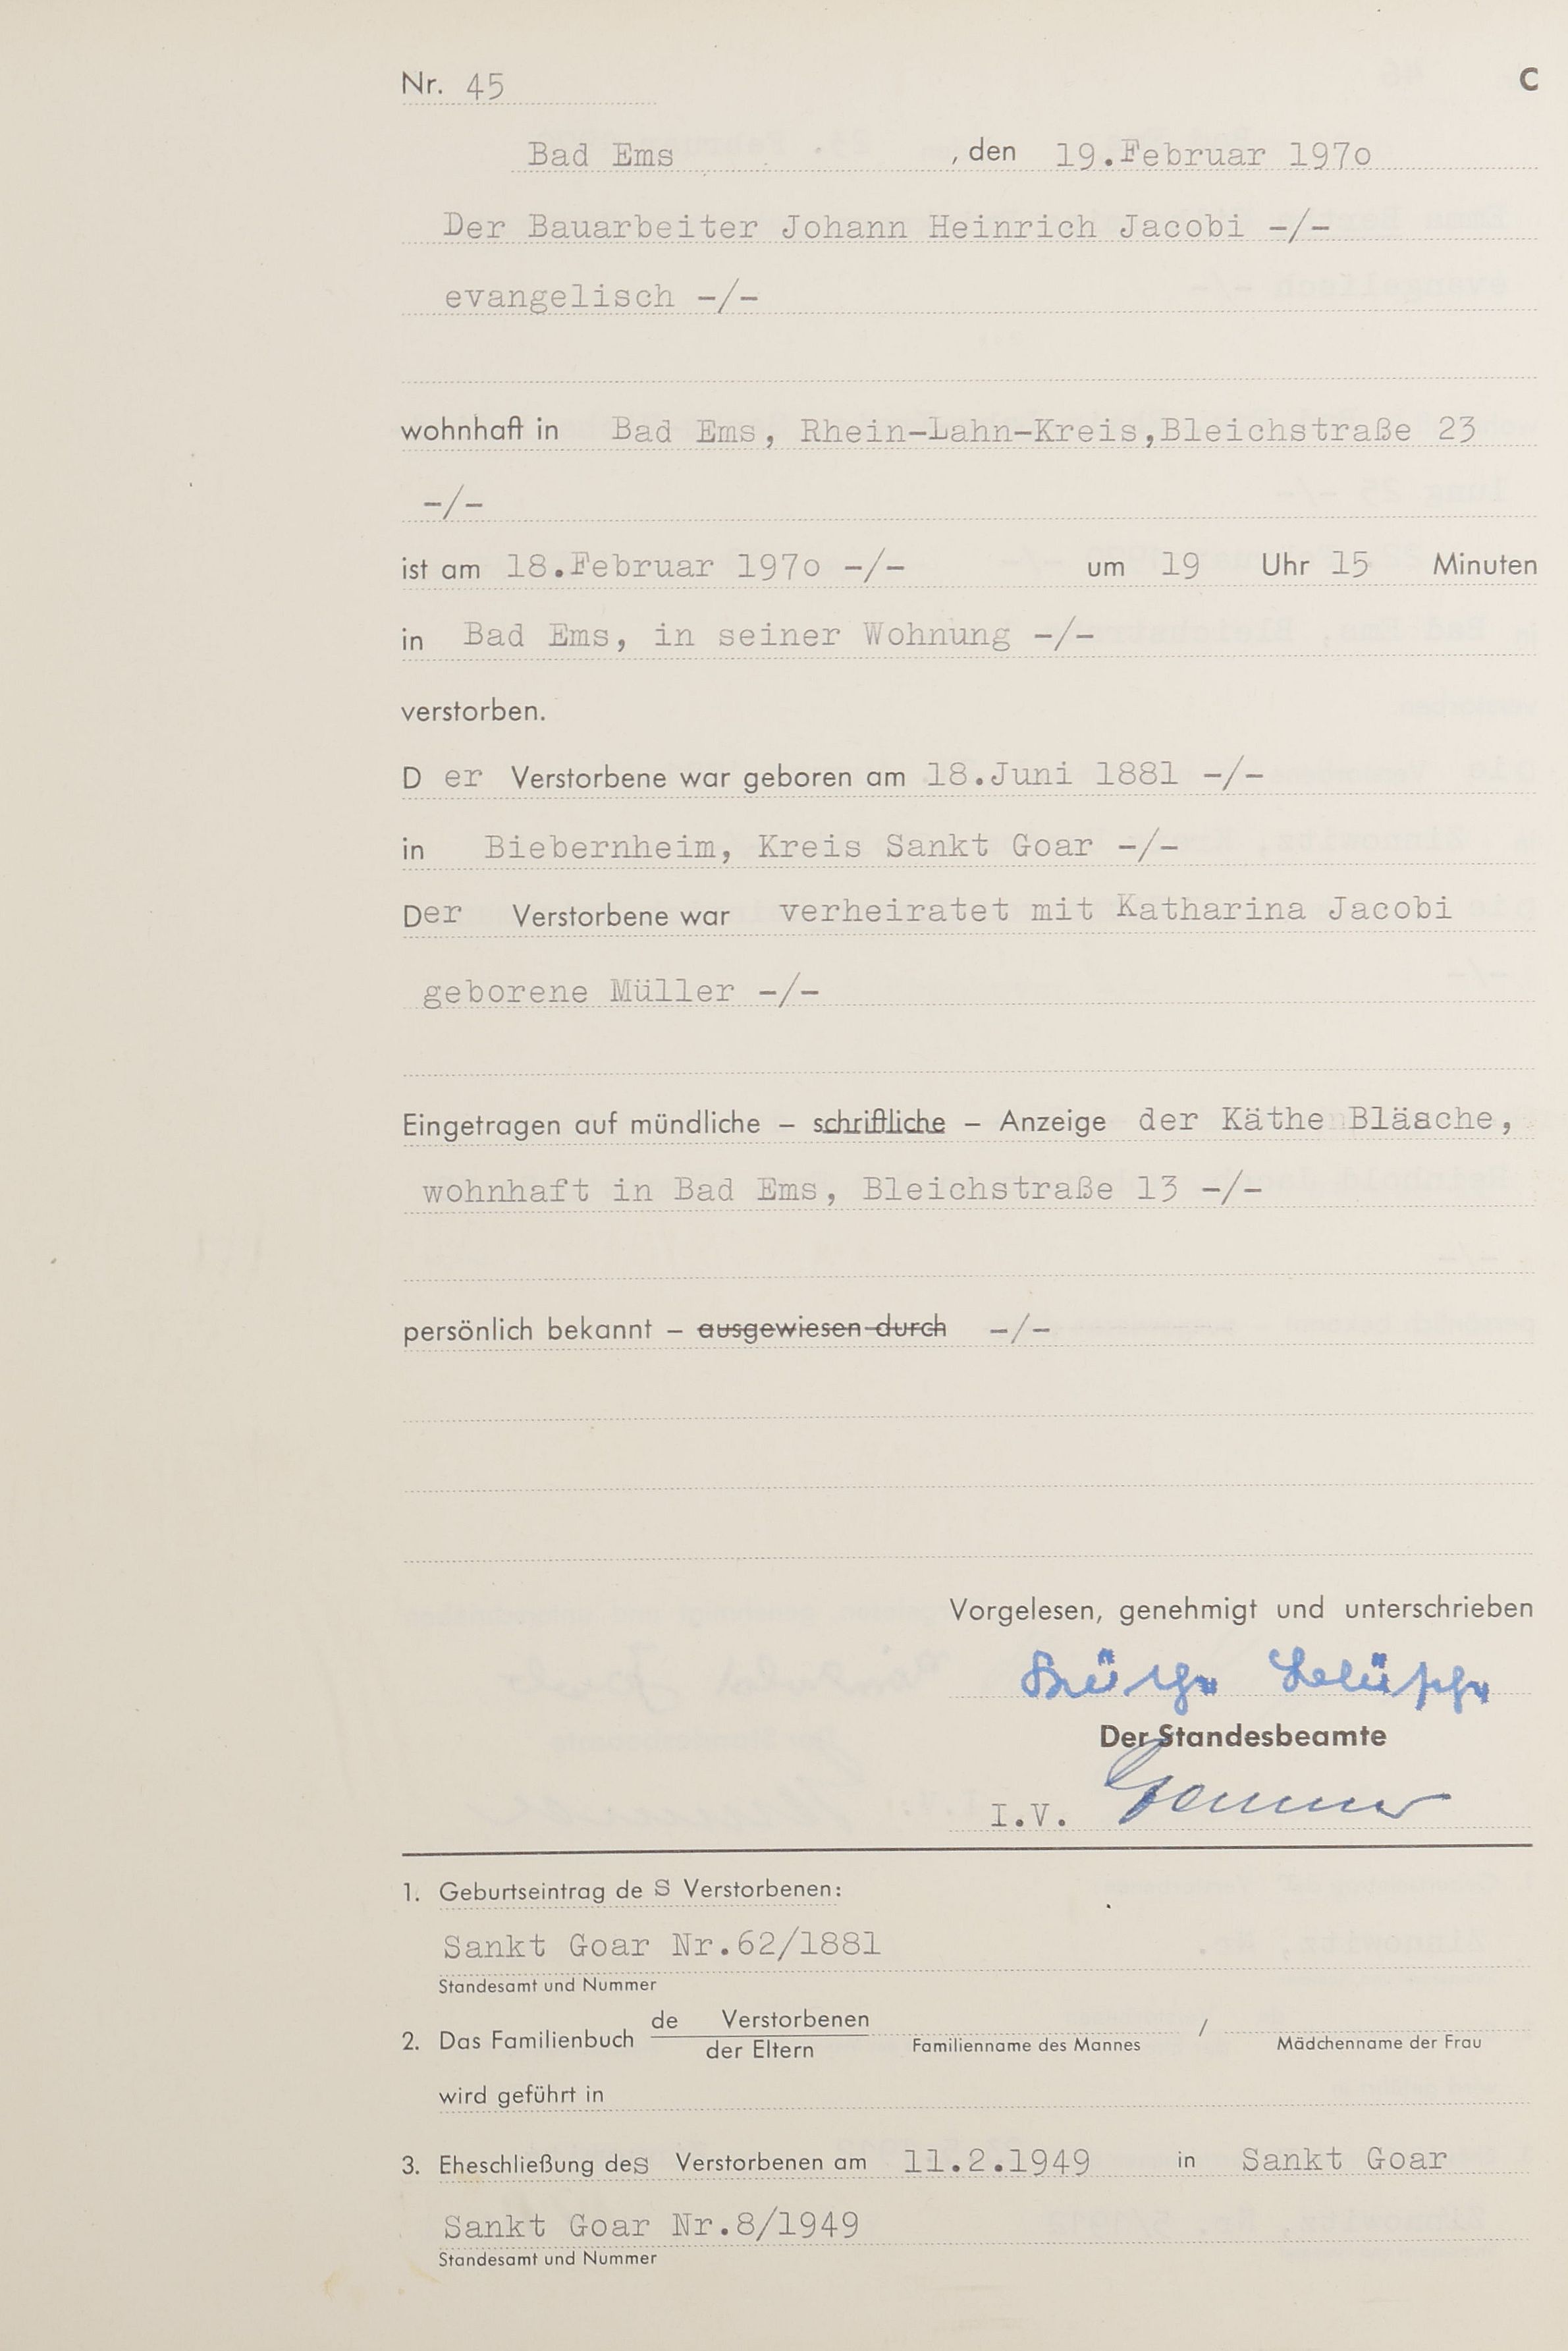 Nr. 45 C
Bad Ems , den 19.Februar 197o
Der Bauarbeiter Johann Heinrich Jacobi -/-
evangelisch -/-
wohnhaft in Bad Ems, Rhein-Lahn-Kreis,Bleichstraße 23
-/-
ist am 18.Februar 197o -/- um 19 Uhr 15 Minuten
in Bad Ems, in seiner Wohnung -/-
verstorben.
D er Verstorbene war geboren am 18.Juni 1881 -/-
in Biebernheim, Kreis Sankt Goar -/-
Der Verstorbene war verheiratet mit Katharina Jacobi
geborene Müller -/-
Eingetragen auf mündliche – schriftliche – Anzeige der Käthe Bläsche,
wohnhaft in Bad Ems, Bleichstraße 13 -/-
persönlich bekannt – ausgewiesen durch -/-
Vorgelesen, genehmigt und unterschrieben
Der Standesbeamte
I.V.
1. Geburtseintrag de s Verstorbenen:
Sankt Goar Nr.62/1881
Standesamt und Nummer
2. Das Familienbuch de Verstorbenen / der Eltern Familienname des Mannes / Mädchenname der Frau
wird geführt in
3. Eheschließung des Verstorbenen am 11.2.1949 in Sankt Goar
Sankt Goar Nr.8/1949
Standesamt und Nummer